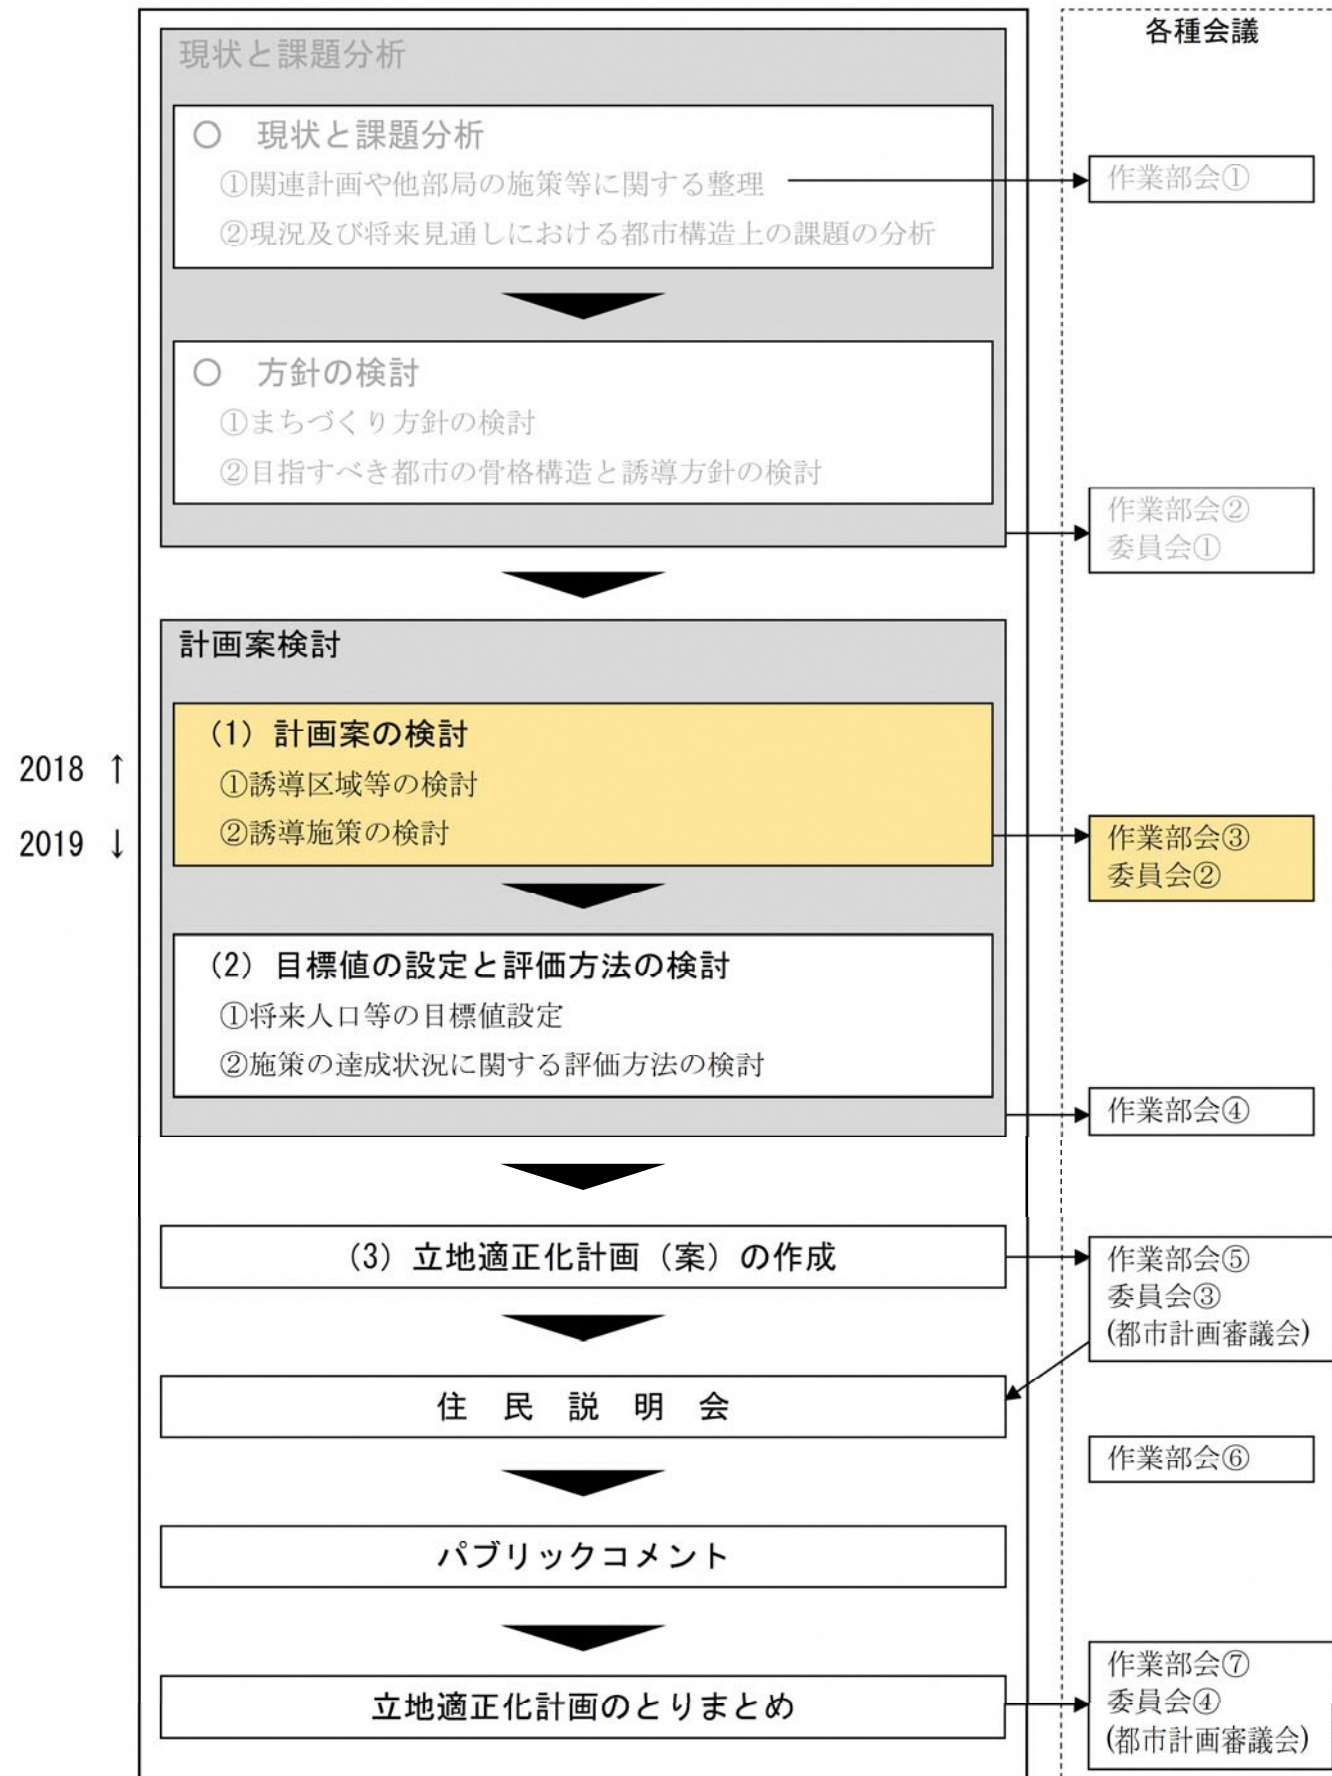 各種会議
現状と課題分析
○　現状と課題分析
①関連計画や他部局の施策等に関する整理
作業部会①
②現況及び将来見通しにおける都市構造上の課題の分析
○　方針の検討
①まちづくり方針の検討
②目指すべき都市の骨格構造と誘導方針の検討
作業部会②
委員会①
計画案検討
(1) 計画案の検討
①誘導区域等の検討
②誘導施策の検討
2018 ↑
2019 ↓
作業部会③
委員会②
(2) 目標値の設定と評価方法の検討
①将来人口等の目標値設定
②施策の達成状況に関する評価方法の検討
作業部会④
(3) 立地適正化計画（案）の作成
作業部会⑤
委員会③
(都市計画審議会)
住　民　説　明　会
作業部会⑥
パブリックコメント
立地適正化計画のとりまとめ
作業部会⑦
委員会④
(都市計画審議会)